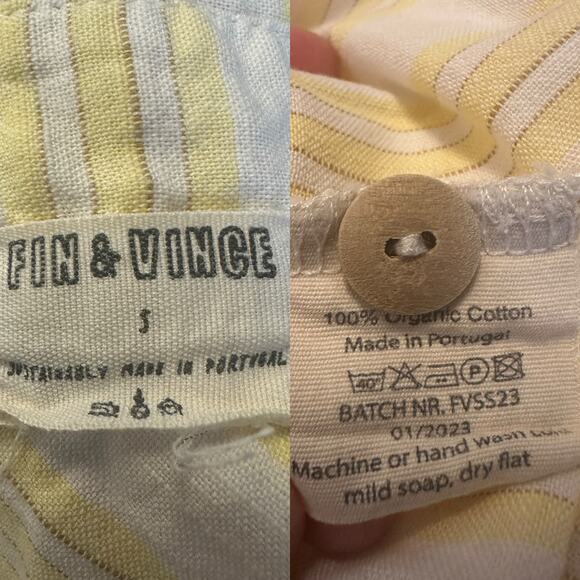 FIN & VINCE
S
SUSTAINABLY MADE IN PORTUGAL
100% Organic Cotton
Made in Portugal
40°
P
BATCH NR. FVSS23
01/2023
Machine or hand wash cold
mild soap, dry flat